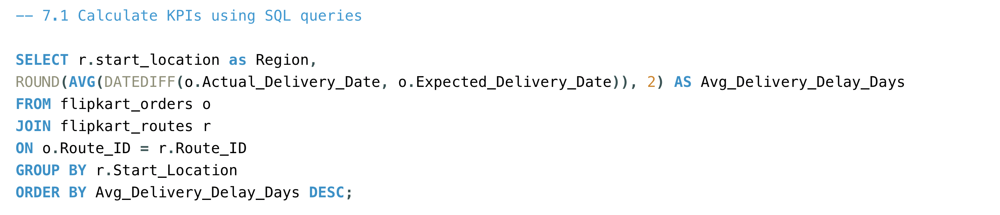 -- 7.1 Calculate KPIs using SQL queries
SELECT r.start_location as Region,
ROUND(AVG(DATEDIFF(o.Actual_Delivery_Date, o.Expected_Delivery_Date)), 2) AS Avg_Delivery_Delay_Days
FROM flipkart_orders o
JOIN flipkart_routes r
ON o.Route_ID = r.Route_ID
GROUP BY r.Start_Location
ORDER BY Avg_Delivery_Delay_Days DESC;